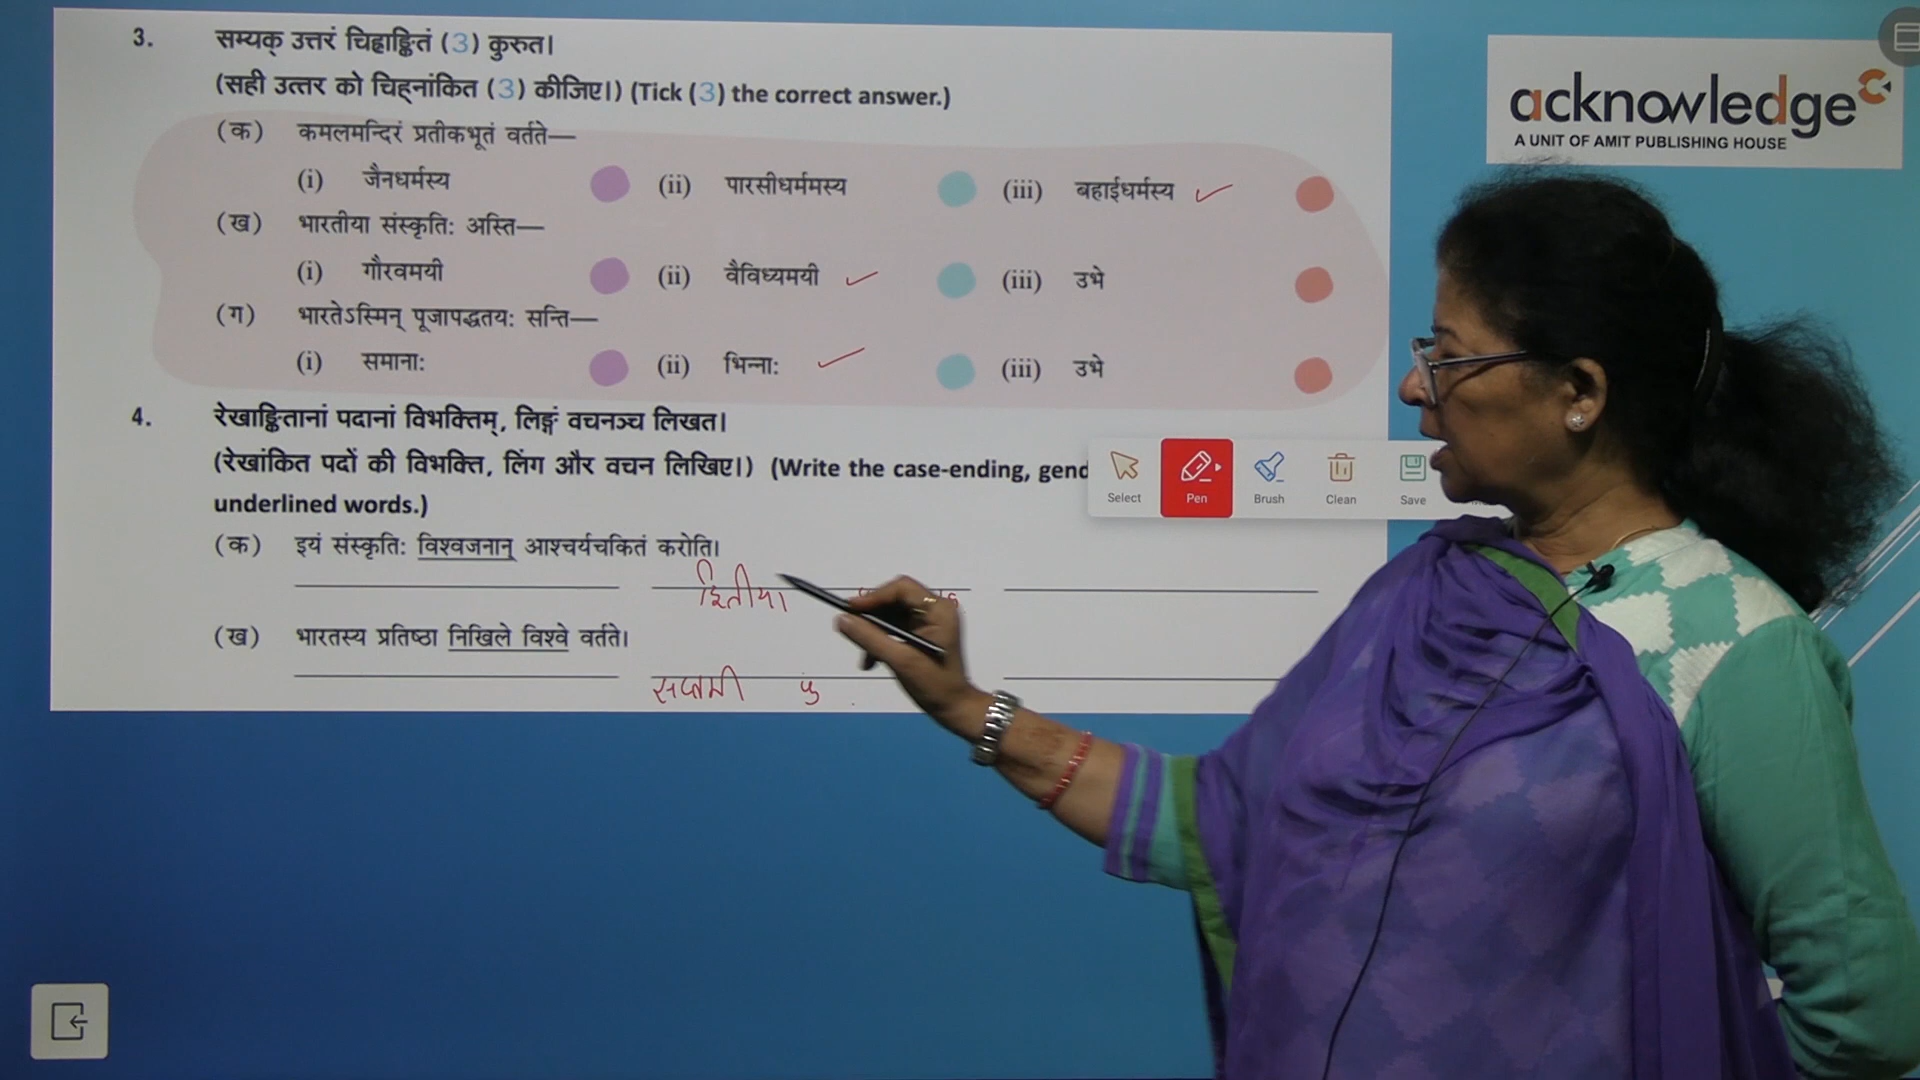 3. सम्यक् उत्तरं चिह्नाङ्कितं (3) कुरुत।
(सही उत्तर को चिह्नांकित (3) कीजिए।) (Tick (3) the correct answer.)
(क) कमलमन्दिरं प्रतीकभूतं वर्तते—
(i) जैनधर्मस्य (ii) पारसीधर्ममस्य (iii) बहाईधर्मस्य ✓
(ख) भारतीया संस्कृतिः अस्ति—
(i) गौरवमयी (ii) वैविध्यमयी ✓ (iii) उभे
(ग) भारतेऽस्मिन् पूजापद्धतयः सन्ति—
(i) समानाः (ii) भिन्नाः ✓ (iii) उभे
4. रेखाङ्कितानां पदानां विभक्तिम्, लिङ्गं वचनञ्च लिखत।
(रेखांकित पदों की विभक्ति, लिंग और वचन लिखिए।) (Write the case-ending, gend
underlined words.)
(क) इयं संस्कृतिः विश्वजनान् आश्चर्यचकितं करोति।
द्वितीया
(ख) भारतस्य प्रतिष्ठा निखिले विश्वे वर्तते।
सप्तमी
acknowledge
A UNIT OF AMIT PUBLISHING HOUSE
Select Pen Brush Clean Save